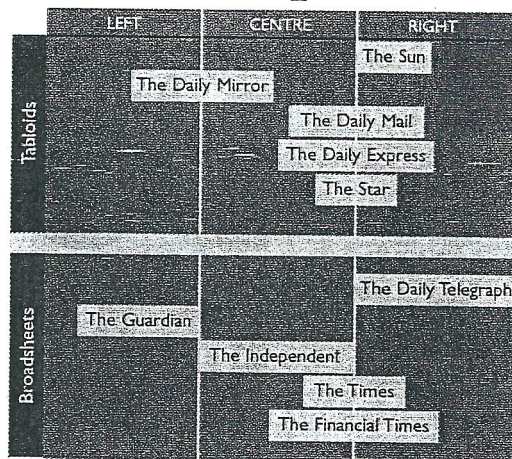 LEFT CENTRE RIGHT
Tabloids
The Sun
The Daily Mirror
The Daily Mail
The Daily Express
The Star
Broadsheets
The Daily Telegraph
The Guardian
The Independent
The Times
The Financial Times